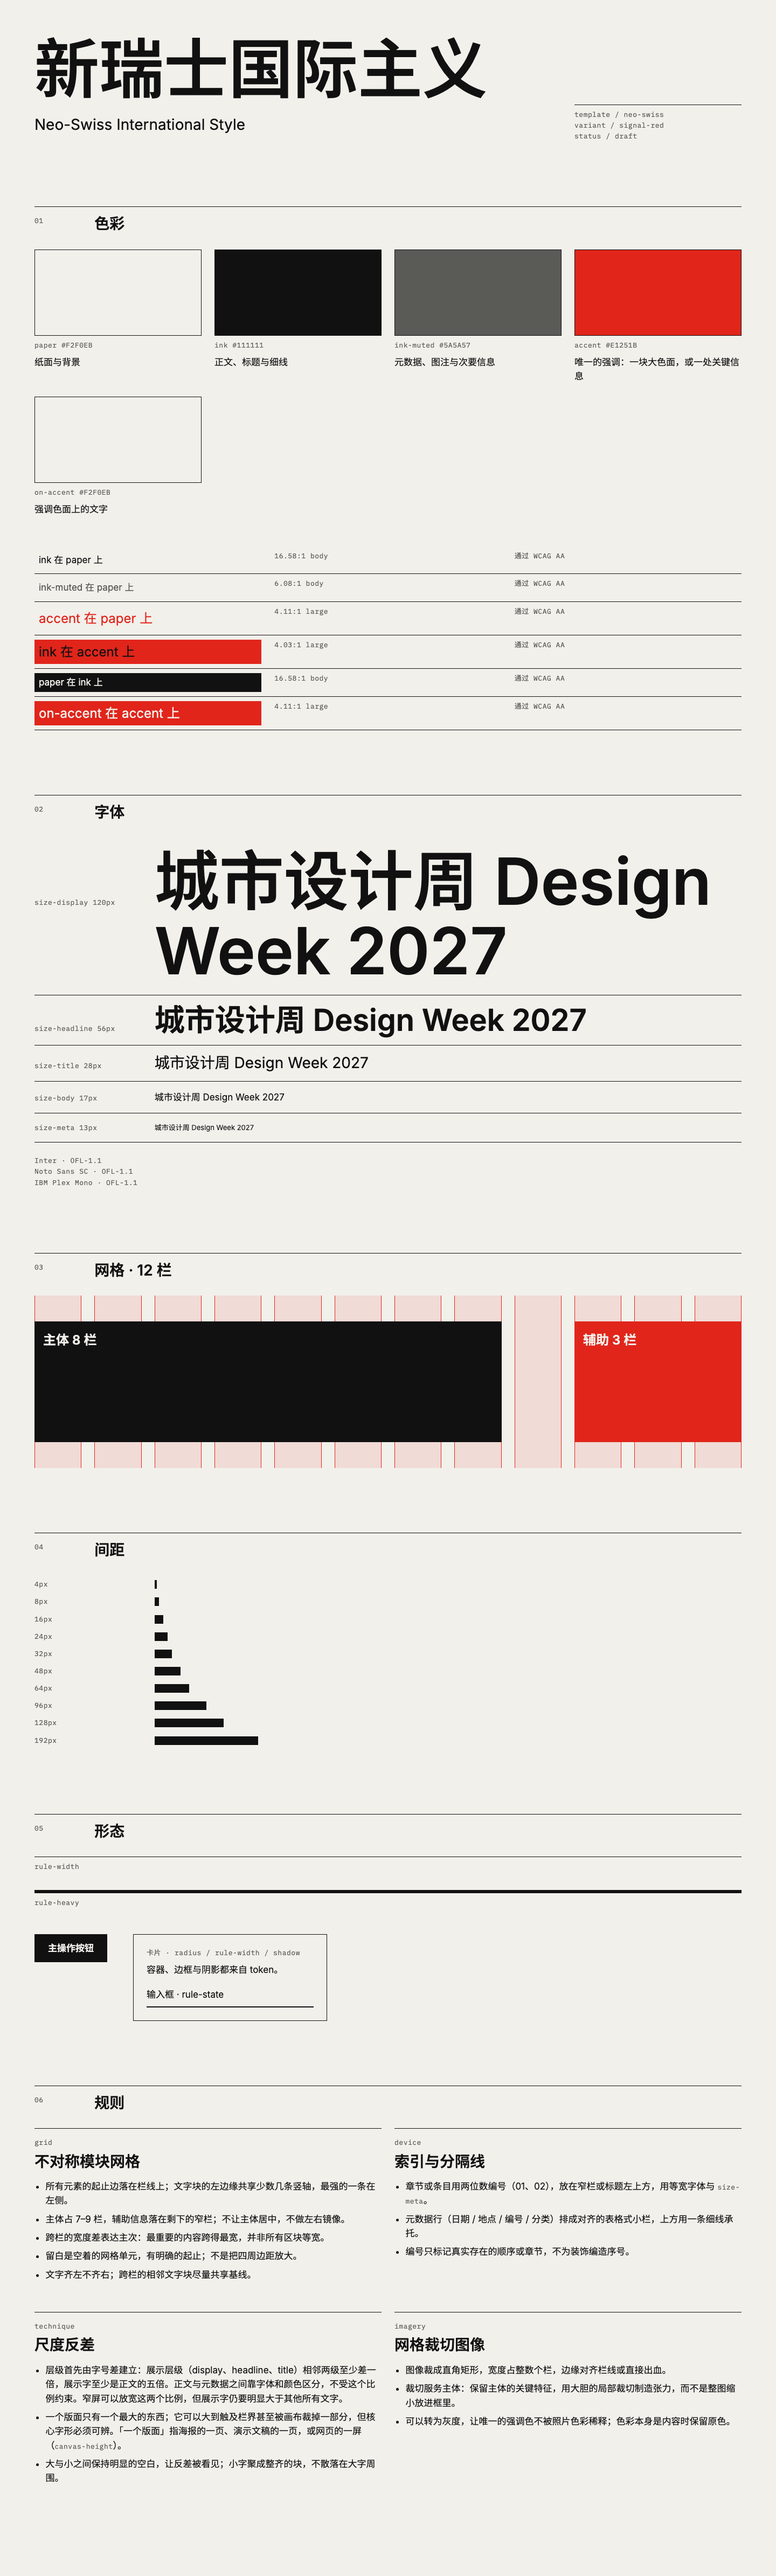 新瑞士国际主义
Neo-Swiss International Style
template / neo-swiss
variant / signal-red
status / draft
01
色彩
paper #F2F0EB
纸面与背景
ink #111111
正文、标题与细线
ink-muted #5A5A57
元数据、图注与次要信息
accent #E1251B
唯一的强调：一块大色面，或一处关键信
息
on-accent #F2F0EB
强调色面上的文字
ink 在 paper 上
16.58:1 body
通过 WCAG AA
ink-muted 在 paper 上
6.08:1 body
通过 WCAG AA
accent 在 paper 上
4.11:1 large
通过 WCAG AA
ink 在 accent 上
4.03:1 large
通过 WCAG AA
paper 在 ink 上
16.58:1 body
通过 WCAG AA
on-accent 在 accent 上
4.11:1 large
通过 WCAG AA
02
字体
size-display 120px
城市设计周 Design
Week 2027
size-headline 56px
城市设计周 Design Week 2027
size-title 28px
城市设计周 Design Week 2027
size-body 17px
城市设计周 Design Week 2027
size-meta 13px
城市设计周 Design Week 2027
Inter · OFL-1.1
Noto Sans SC · OFL-1.1
IBM Plex Mono · OFL-1.1
03
网格 · 12 栏
主体 8 栏
辅助 3 栏
04
间距
4px
8px
16px
24px
32px
48px
64px
96px
128px
192px
05
形态
rule-width
rule-heavy
主操作按钮
卡片 · radius / rule-width / shadow
容器、边框与阴影都来自 token。
输入框 · rule-state
06
规则
grid
不对称模块网格
• 所有元素的起止边落在栏线上；文字块的左边缘共享少数几条竖轴，最强的一条在
左侧。
• 主体占 7–9 栏，辅助信息落在剩下的窄栏；不让主体居中，不做左右镜像。
• 跨栏的宽度差表达主次：最重要的内容跨得最宽，并非所有区块等宽。
• 留白是空着的网格单元，有明确的起止；不是把四周边距放大。
• 文字齐左不齐右；跨栏的相邻文字块尽量共享基线。
device
索引与分隔线
• 章节或条目用两位数编号（01、02），放在窄栏或标题左上方，用等宽字体与 size-
meta。
• 元数据行（日期 / 地点 / 编号 / 分类）排成对齐的表格式小栏，上方用一条细线承
托。
• 编号只标记真实存在的顺序或章节，不为装饰编造序号。
technique
尺度反差
• 层级首先由字号差建立：展示层级（display、headline、title）相邻两级至少差一
倍，展示字至少是正文的五倍。正文与元数据之间靠字体和颜色区分，不受这个比
例约束。窄屏可以放宽这两个比例，但展示字仍要明显大于其他所有文字。
• 一个版面只有一个最大的东西；它可以大到触及栏界甚至被画布裁掉一部分，但核
心字形必须可辨。「一个版面」指海报的一页、演示文稿的一页，或网页的一屏
（canvas-height）。
• 大与小之间保持明显的空白，让反差被看见；小字聚成整齐的块，不散落在大字周
围。
imagery
网格裁切图像
• 图像裁成直角矩形，宽度占整数个栏，边缘对齐栏线或直接出血。
• 裁切服务主体：保留主体的关键特征，用大胆的局部裁切制造张力，而不是整图缩
小放进框里。
• 可以转为灰度，让唯一的强调色不被照片色彩稀释；色彩本身是内容时保留原色。